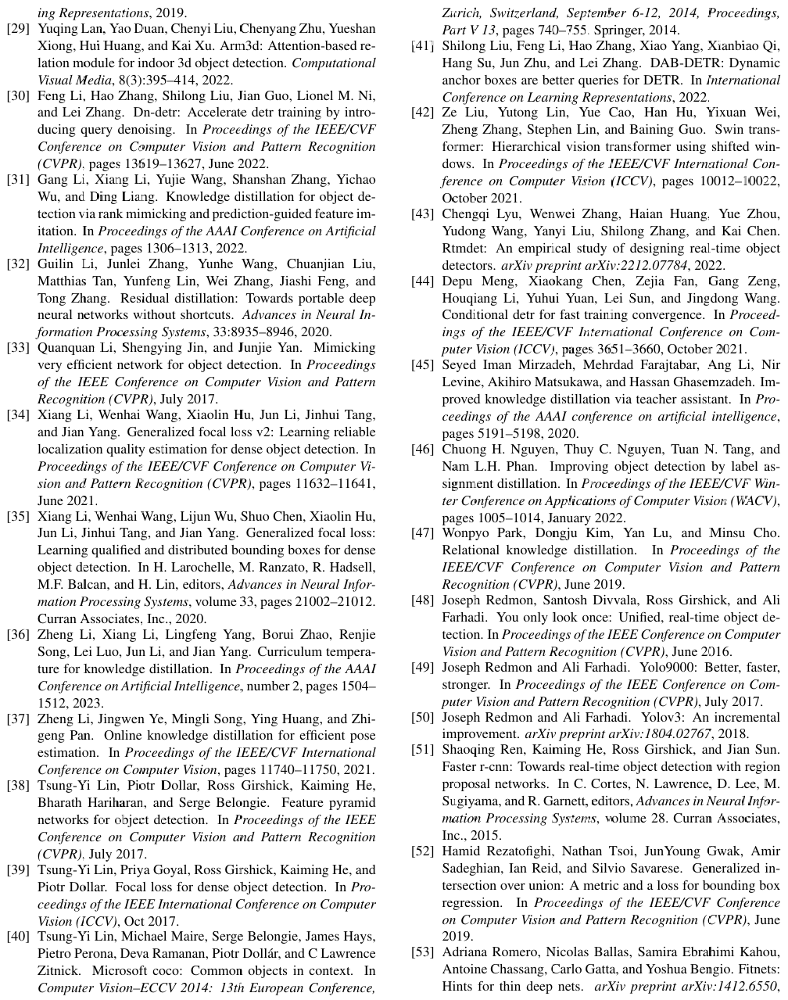 ing Representations, 2019.
[29] Yuqing Lan, Yao Duan, Chenyi Liu, Chenyang Zhu, Yueshan
Xiong, Hui Huang, and Kai Xu. Arm3d: Attention-based re-
lation module for indoor 3d object detection. Computational
Visual Media, 8(3):395–414, 2022.
[30] Feng Li, Hao Zhang, Shilong Liu, Jian Guo, Lionel M. Ni,
and Lei Zhang. Dn-detr: Accelerate detr training by intro-
ducing query denoising. In Proceedings of the IEEE/CVF
Conference on Computer Vision and Pattern Recognition
(CVPR), pages 13619–13627, June 2022.
[31] Gang Li, Xiang Li, Yujie Wang, Shanshan Zhang, Yichao
Wu, and Ding Liang. Knowledge distillation for object de-
tection via rank mimicking and prediction-guided feature im-
itation. In Proceedings of the AAAI Conference on Artificial
Intelligence, pages 1306–1313, 2022.
[32] Guilin Li, Junlei Zhang, Yunhe Wang, Chuanjian Liu,
Matthias Tan, Yunfeng Lin, Wei Zhang, Jiashi Feng, and
Tong Zhang. Residual distillation: Towards portable deep
neural networks without shortcuts. Advances in Neural In-
formation Processing Systems, 33:8935–8946, 2020.
[33] Quanquan Li, Shengying Jin, and Junjie Yan. Mimicking
very efficient network for object detection. In Proceedings
of the IEEE Conference on Computer Vision and Pattern
Recognition (CVPR), July 2017.
[34] Xiang Li, Wenhai Wang, Xiaolin Hu, Jun Li, Jinhui Tang,
and Jian Yang. Generalized focal loss v2: Learning reliable
localization quality estimation for dense object detection. In
Proceedings of the IEEE/CVF Conference on Computer Vi-
sion and Pattern Recognition (CVPR), pages 11632–11641,
June 2021.
[35] Xiang Li, Wenhai Wang, Lijun Wu, Shuo Chen, Xiaolin Hu,
Jun Li, Jinhui Tang, and Jian Yang. Generalized focal loss:
Learning qualified and distributed bounding boxes for dense
object detection. In H. Larochelle, M. Ranzato, R. Hadsell,
M.F. Balcan, and H. Lin, editors, Advances in Neural Infor-
mation Processing Systems, volume 33, pages 21002–21012.
Curran Associates, Inc., 2020.
[36] Zheng Li, Xiang Li, Lingfeng Yang, Borui Zhao, Renjie
Song, Lei Luo, Jun Li, and Jian Yang. Curriculum tempera-
ture for knowledge distillation. In Proceedings of the AAAI
Conference on Artificial Intelligence, number 2, pages 1504–
1512, 2023.
[37] Zheng Li, Jingwen Ye, Mingli Song, Ying Huang, and Zhi-
geng Pan. Online knowledge distillation for efficient pose
estimation. In Proceedings of the IEEE/CVF International
Conference on Computer Vision, pages 11740–11750, 2021.
[38] Tsung-Yi Lin, Piotr Dollar, Ross Girshick, Kaiming He,
Bharath Hariharan, and Serge Belongie. Feature pyramid
networks for object detection. In Proceedings of the IEEE
Conference on Computer Vision and Pattern Recognition
(CVPR), July 2017.
[39] Tsung-Yi Lin, Priya Goyal, Ross Girshick, Kaiming He, and
Piotr Dollar. Focal loss for dense object detection. In Pro-
ceedings of the IEEE International Conference on Computer
Vision (ICCV), Oct 2017.
[40] Tsung-Yi Lin, Michael Maire, Serge Belongie, James Hays,
Pietro Perona, Deva Ramanan, Piotr Dollár, and C Lawrence
Zitnick. Microsoft coco: Common objects in context. In
Computer Vision–ECCV 2014: 13th European Conference,
Zurich, Switzerland, September 6-12, 2014, Proceedings,
Part V 13, pages 740–755. Springer, 2014.
[41] Shilong Liu, Feng Li, Hao Zhang, Xiao Yang, Xianbiao Qi,
Hang Su, Jun Zhu, and Lei Zhang. DAB-DETR: Dynamic
anchor boxes are better queries for DETR. In International
Conference on Learning Representations, 2022.
[42] Ze Liu, Yutong Lin, Yue Cao, Han Hu, Yixuan Wei,
Zheng Zhang, Stephen Lin, and Baining Guo. Swin trans-
former: Hierarchical vision transformer using shifted win-
dows. In Proceedings of the IEEE/CVF International Con-
ference on Computer Vision (ICCV), pages 10012–10022,
October 2021.
[43] Chengqi Lyu, Wenwei Zhang, Haian Huang, Yue Zhou,
Yudong Wang, Yanyi Liu, Shilong Zhang, and Kai Chen.
Rtmdet: An empirical study of designing real-time object
detectors. arXiv preprint arXiv:2212.07784, 2022.
[44] Depu Meng, Xiaokang Chen, Zejia Fan, Gang Zeng,
Houqiang Li, Yuhui Yuan, Lei Sun, and Jingdong Wang.
Conditional detr for fast training convergence. In Proceed-
ings of the IEEE/CVF International Conference on Com-
puter Vision (ICCV), pages 3651–3660, October 2021.
[45] Seyed Iman Mirzadeh, Mehrdad Farajtabar, Ang Li, Nir
Levine, Akihiro Matsukawa, and Hassan Ghasemzadeh. Im-
proved knowledge distillation via teacher assistant. In Pro-
ceedings of the AAAI conference on artificial intelligence,
pages 5191–5198, 2020.
[46] Chuong H. Nguyen, Thuy C. Nguyen, Tuan N. Tang, and
Nam L.H. Phan. Improving object detection by label as-
signment distillation. In Proceedings of the IEEE/CVF Win-
ter Conference on Applications of Computer Vision (WACV),
pages 1005–1014, January 2022.
[47] Wonpyo Park, Dongju Kim, Yan Lu, and Minsu Cho.
Relational knowledge distillation. In Proceedings of the
IEEE/CVF Conference on Computer Vision and Pattern
Recognition (CVPR), June 2019.
[48] Joseph Redmon, Santosh Divvala, Ross Girshick, and Ali
Farhadi. You only look once: Unified, real-time object de-
tection. In Proceedings of the IEEE Conference on Computer
Vision and Pattern Recognition (CVPR), June 2016.
[49] Joseph Redmon and Ali Farhadi. Yolo9000: Better, faster,
stronger. In Proceedings of the IEEE Conference on Com-
puter Vision and Pattern Recognition (CVPR), July 2017.
[50] Joseph Redmon and Ali Farhadi. Yolov3: An incremental
improvement. arXiv preprint arXiv:1804.02767, 2018.
[51] Shaoqing Ren, Kaiming He, Ross Girshick, and Jian Sun.
Faster r-cnn: Towards real-time object detection with region
proposal networks. In C. Cortes, N. Lawrence, D. Lee, M.
Sugiyama, and R. Garnett, editors, Advances in Neural Infor-
mation Processing Systems, volume 28. Curran Associates,
Inc., 2015.
[52] Hamid Rezatofighi, Nathan Tsoi, JunYoung Gwak, Amir
Sadeghian, Ian Reid, and Silvio Savarese. Generalized in-
tersection over union: A metric and a loss for bounding box
regression. In Proceedings of the IEEE/CVF Conference
on Computer Vision and Pattern Recognition (CVPR), June
2019.
[53] Adriana Romero, Nicolas Ballas, Samira Ebrahimi Kahou,
Antoine Chassang, Carlo Gatta, and Yoshua Bengio. Fitnets:
Hints for thin deep nets. arXiv preprint arXiv:1412.6550,